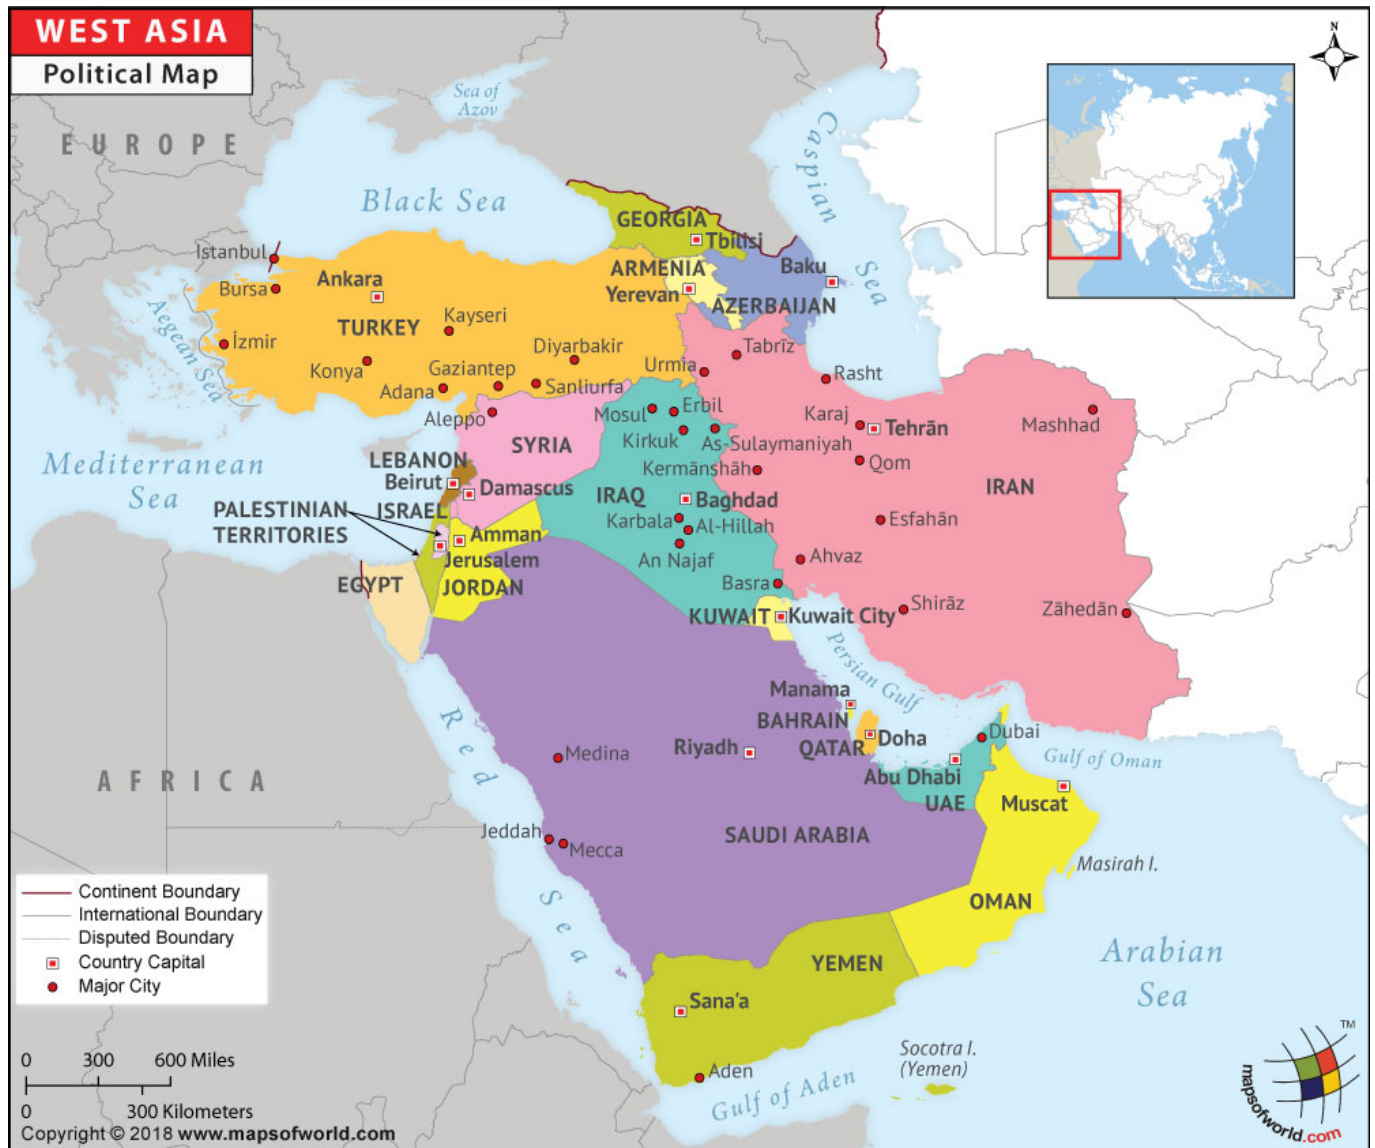 WEST ASIA
Political Map
N
EUROPE
Sea of
Azov
Caspian
Sea
Black Sea
GEORGIA
Tbilisi
Istanbul
Ankara
ARMENIA
Baku
Bursa
Yerevan
AZERBAIJAN
Aegean Sea
TURKEY
Kayseri
İzmir
Konya
Gaziantep
Diyarbakir
Urmia
Tabrīz
Rasht
Adana
Sanliurfa
Aleppo
Mosul
Erbil
Karaj
Tehrān
Mashhad
SYRIA
Kirkuk
As-Sulaymaniyah
Mediterranean
Sea
LEBANON
Beirut
Damascus
Kermānshāh
Qom
IRAN
PALESTINIAN
TERRITORIES
ISRAEL
IRAQ
Baghdad
Karbala
Al-Hillah
Esfahān
Amman
Jerusalem
An Najaf
Ahvaz
EGYPT
JORDAN
Basra
KUWAIT
Kuwait City
Shirāz
Zāhedān
Persian Gulf
Manama
BAHRAIN
QATAR
Doha
Dubai
Gulf of Oman
Red
Sea
Medina
Riyadh
Abu Dhabi
UAE
Muscat
AFRICA
Jeddah
Mecca
SAUDI ARABIA
Masirah I.
OMAN
YEMEN
Arabian
Sea
Sana'a
Socotra I.
(Yemen)
Aden
Gulf of Aden
Continent Boundary
International Boundary
Disputed Boundary
Country Capital
Major City
0 300 600 Miles
0 300 Kilometers
Copyright © 2018 www.mapsofworld.com
TM
mapsofworld.com